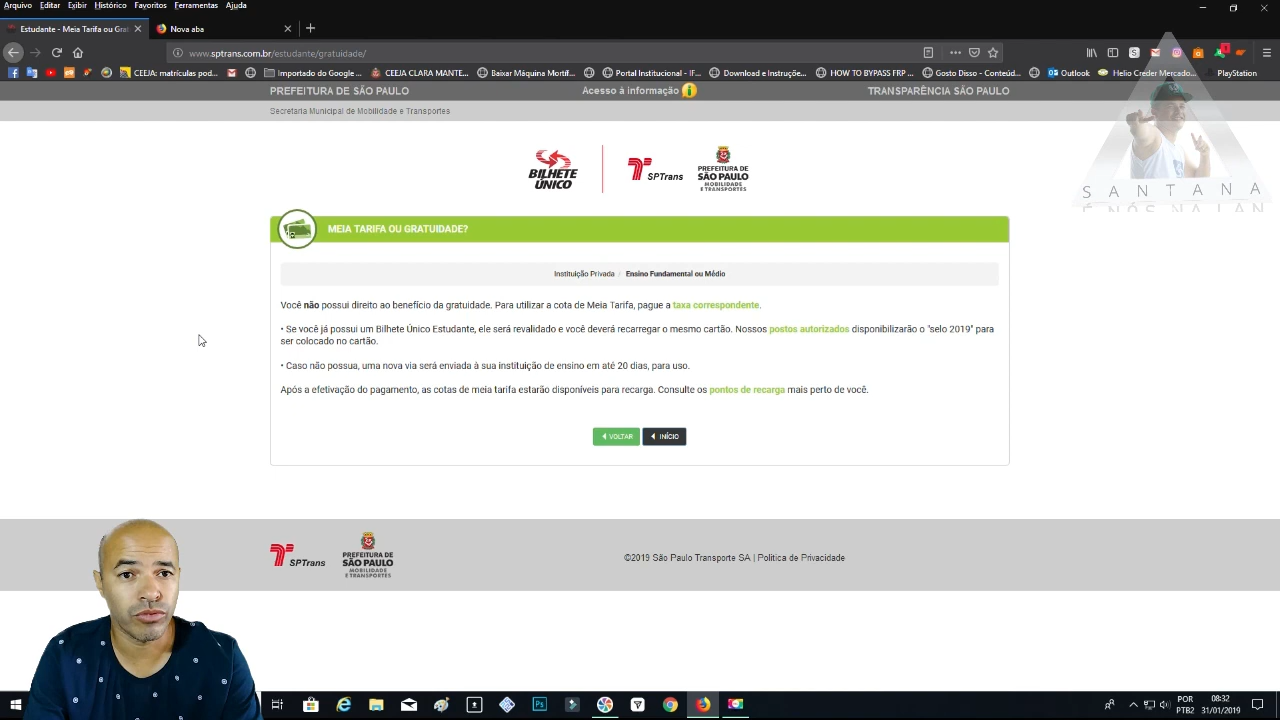 Arquivo Editar Exibir Histórico Favoritos Ferramentas Ajuda
Estudante - Meia Tarifa ou Grat
Nova aba
www.sptrans.com.br/estudante/gratuidade/
CEEJA: matrículas pod...
Importado do Google ...
CEEJA CLARA MANTE...
Baixar Máquina Mortif...
Portal Institucional - IF...
Download e Instruçõe...
HOW TO BYPASS FRP ...
Gosto Disso - Conteúd...
Outlook
Helio Creder Mercado...
PlayStation
PREFEITURA DE SÃO PAULO
Acesso à informação
TRANSPARÊNCIA SÃO PAULO
Secretaria Municipal de Mobilidade e Transportes
SANTANA
É NÓS NA LAN
BILHETE
ÚNICO
SPTrans
PREFEITURA DE
SÃO PAULO
MOBILIDADE
E TRANSPORTES
MEIA TARIFA OU GRATUIDADE?
Instituição Privada / Ensino Fundamental ou Médio
Você não possui direito ao benefício da gratuidade. Para utilizar a cota de Meia Tarifa, pague a taxa correspondente.
• Se você já possui um Bilhete Único Estudante, ele será revalidado e você deverá recarregar o mesmo cartão. Nossos postos autorizados disponibilizarão o "selo 2019" para
ser colocado no cartão.
• Caso não possua, uma nova via será enviada à sua instituição de ensino em até 20 dias, para uso.
Após a efetivação do pagamento, as cotas de meia tarifa estarão disponíveis para recarga. Consulte os pontos de recarga mais perto de você.
VOLTAR
INÍCIO
SPTrans
PREFEITURA DE
SÃO PAULO
MOBILIDADE
E TRANSPORTES
©2019 São Paulo Transporte SA | Politica de Privacidade
POR
PTB2
08:32
31/01/2019